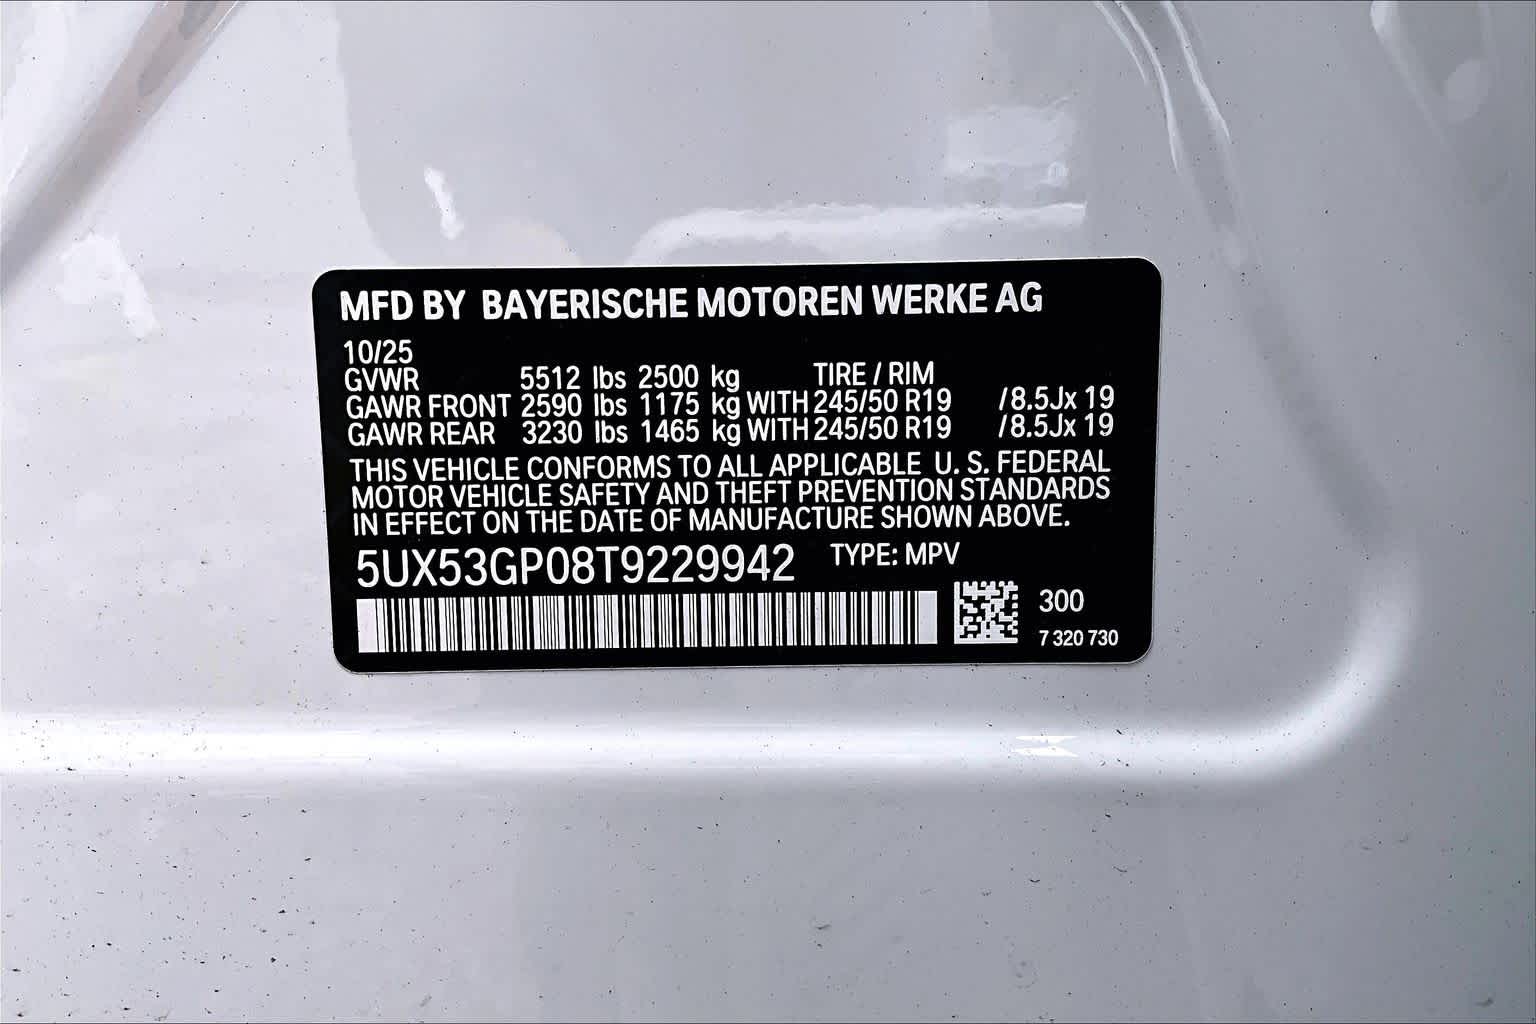 MFD BY BAYERISCHE MOTOREN WERKE AG
10/25
GVWR 5512 lbs 2500 kg TIRE / RIM
GAWR FRONT 2590 lbs 1175 kg WITH 245/50 R19 /8.5Jx 19
GAWR REAR 3230 lbs 1465 kg WITH 245/50 R19 /8.5Jx 19
THIS VEHICLE CONFORMS TO ALL APPLICABLE U. S. FEDERAL
MOTOR VEHICLE SAFETY AND THEFT PREVENTION STANDARDS
IN EFFECT ON THE DATE OF MANUFACTURE SHOWN ABOVE.
5UX53GP08T9229942 TYPE: MPV
300
7 320 730